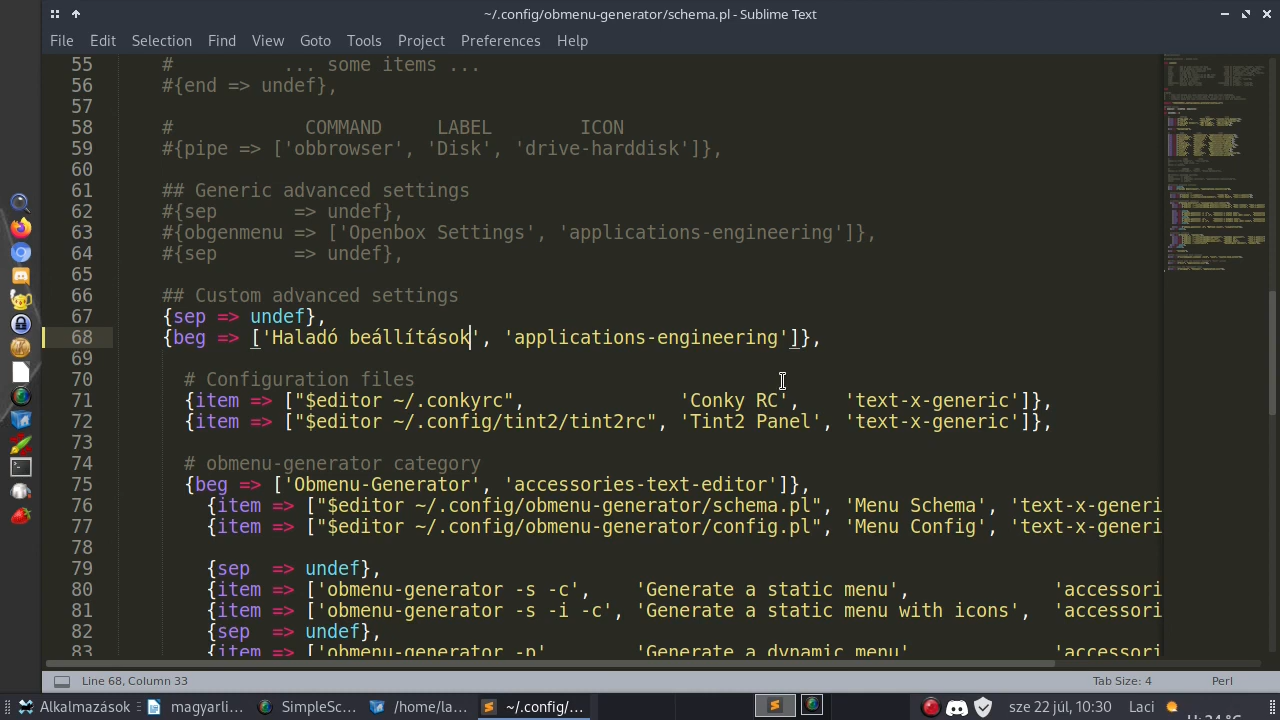 ~/.config/obmenu-generator/schema.pl - Sublime Text
File Edit Selection Find View Goto Tools Project Preferences Help
55 # ... some items ...
56 #{end => undef},
57
58 # COMMAND LABEL ICON
59 #{pipe => ['obbrowser', 'Disk', 'drive-harddisk']},
60
61 ## Generic advanced settings
62 #{sep => undef},
63 #{obgenmenu => ['Openbox Settings', 'applications-engineering']},
64 #{sep => undef},
65
66 ## Custom advanced settings
67 {sep => undef},
68 {beg => ['Haladó beállítások', 'applications-engineering']},
69
70 # Configuration files
71 {item => ["$editor ~/.conkyrc", 'Conky RC', 'text-x-generic']},
72 {item => ["$editor ~/.config/tint2/tint2rc", 'Tint2 Panel', 'text-x-generic']},
73
74 # obmenu-generator category
75 {beg => ['Obmenu-Generator', 'accessories-text-editor']},
76 {item => ["$editor ~/.config/obmenu-generator/schema.pl", 'Menu Schema', 'text-x-generi
77 {item => ["$editor ~/.config/obmenu-generator/config.pl", 'Menu Config', 'text-x-generi
78
79 {sep => undef},
80 {item => ['obmenu-generator -s -c', 'Generate a static menu', 'accessori
81 {item => ['obmenu-generator -s -i -c', 'Generate a static menu with icons', 'accessori
82 {sep => undef},
83 {item => ['obmenu-generator -p' 'Generate a dynamic menu' 'accessori
Line 68, Column 33 Tab Size: 4 Perl
Alkalmazások magyarli... SimpleSc... /home/la... ~/.config/... sze 22 júl, 10:30 Laci